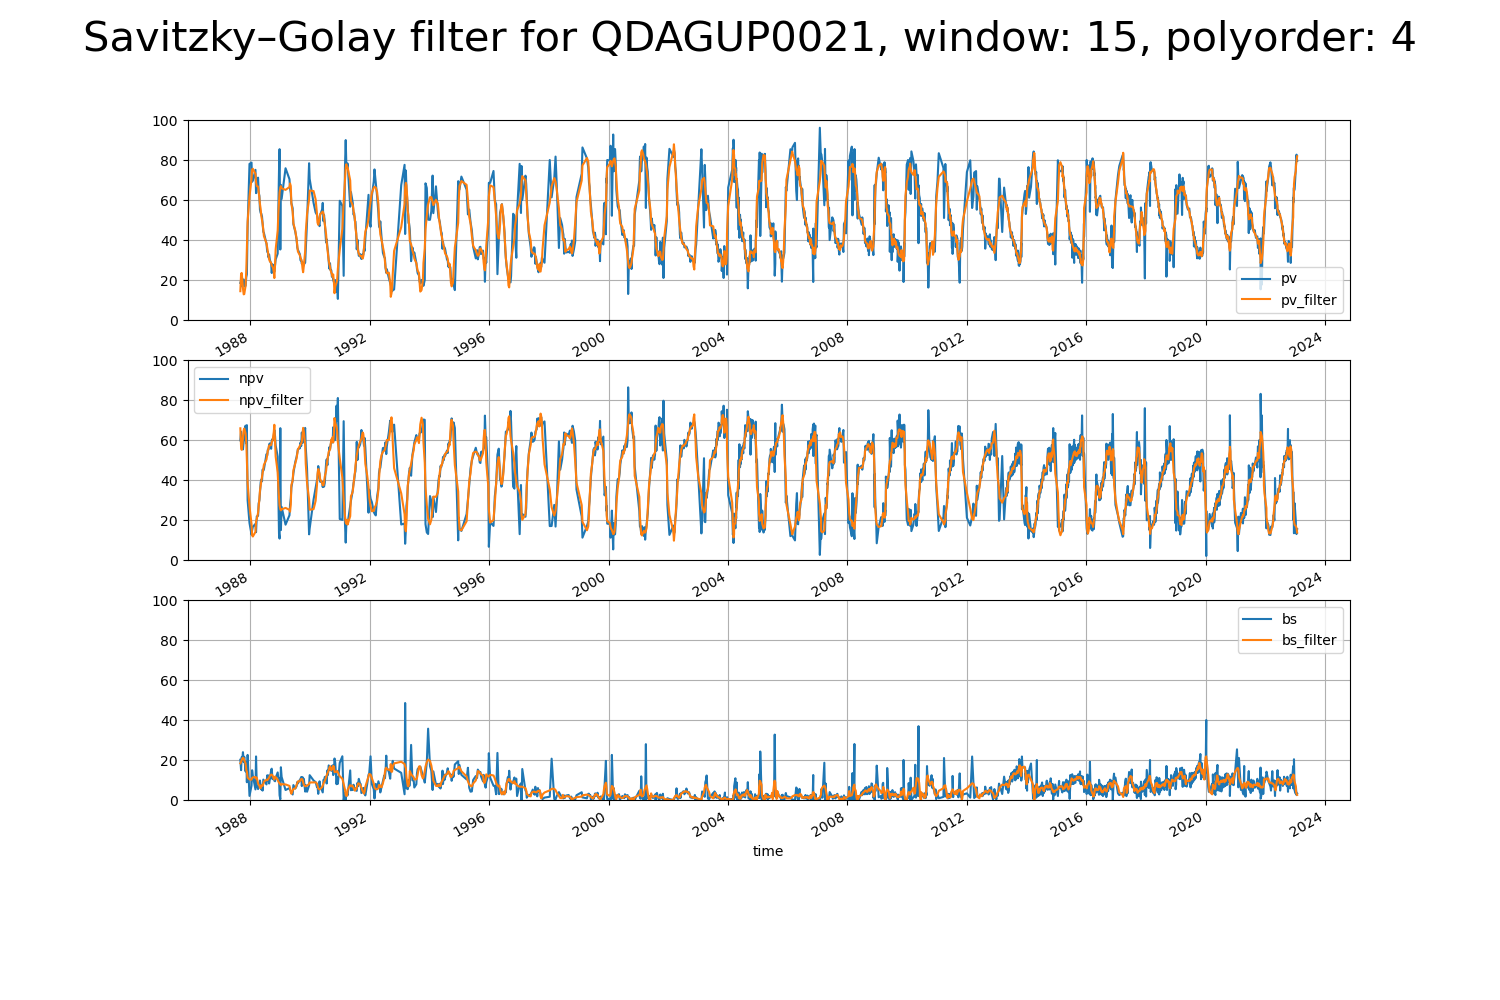 Savitzky–Golay filter for QDAGUP0021, window: 15, polyorder: 4
100
80
60
40
20
0
pv
pv_filter
1988 1992 1996 2000 2004 2008 2012 2016 2020 2024
100
80
60
40
20
0
npv
npv_filter
1988 1992 1996 2000 2004 2008 2012 2016 2020 2024
100
80
60
40
20
0
bs
bs_filter
1988 1992 1996 2000 2004 2008 2012 2016 2020 2024
time